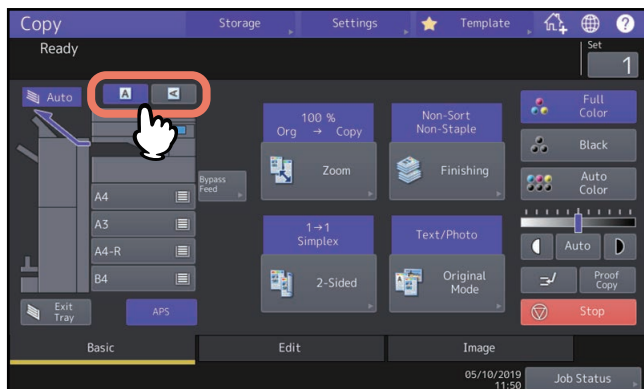 Copy
Storage
Settings
Template
?
Ready
Set
1
Auto
A
A
Bypass
Feed
A4
A3
A4-R
B4
Exit
Tray
APS
100 %
Org → Copy
Zoom
Non-Sort
Non-Staple
Finishing
1→1
Simplex
2-Sided
Text/Photo
Original
Mode
Full
Color
Black
Auto
Color
Auto
Proof
Copy
Stop
Basic
Edit
Image
05/10/2019
11:50
Job Status